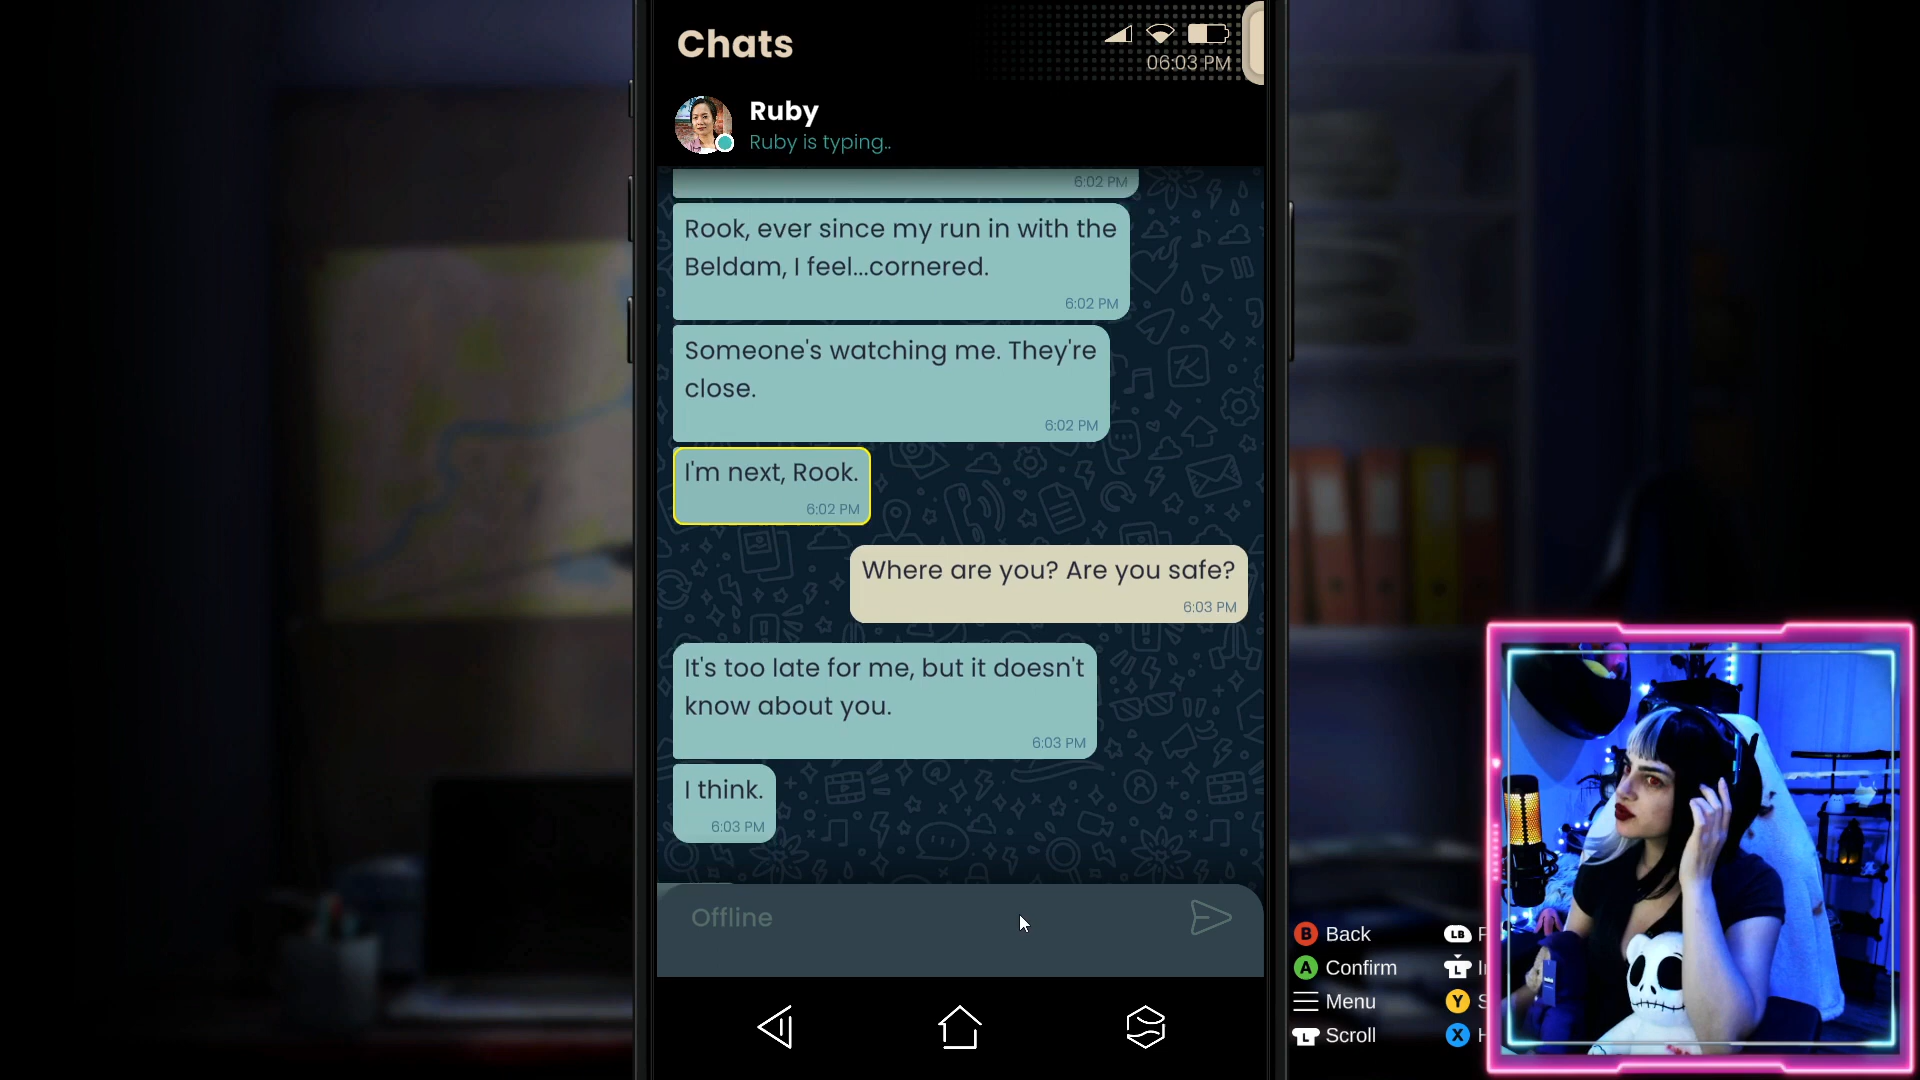 Chats
06:03 PM
Ruby
Ruby is typing..
6:02 PM
Rook, ever since my run in with the
Beldam, I feel...cornered.
6:02 PM
Someone's watching me. They're
close.
6:02 PM
I'm next, Rook.
6:02 PM
Where are you? Are you safe?
6:03 PM
It's too late for me, but it doesn't
know about you.
6:03 PM
I think.
6:03 PM
Offline
B Back
LB
A Confirm
L
Menu
Y
L Scroll
X